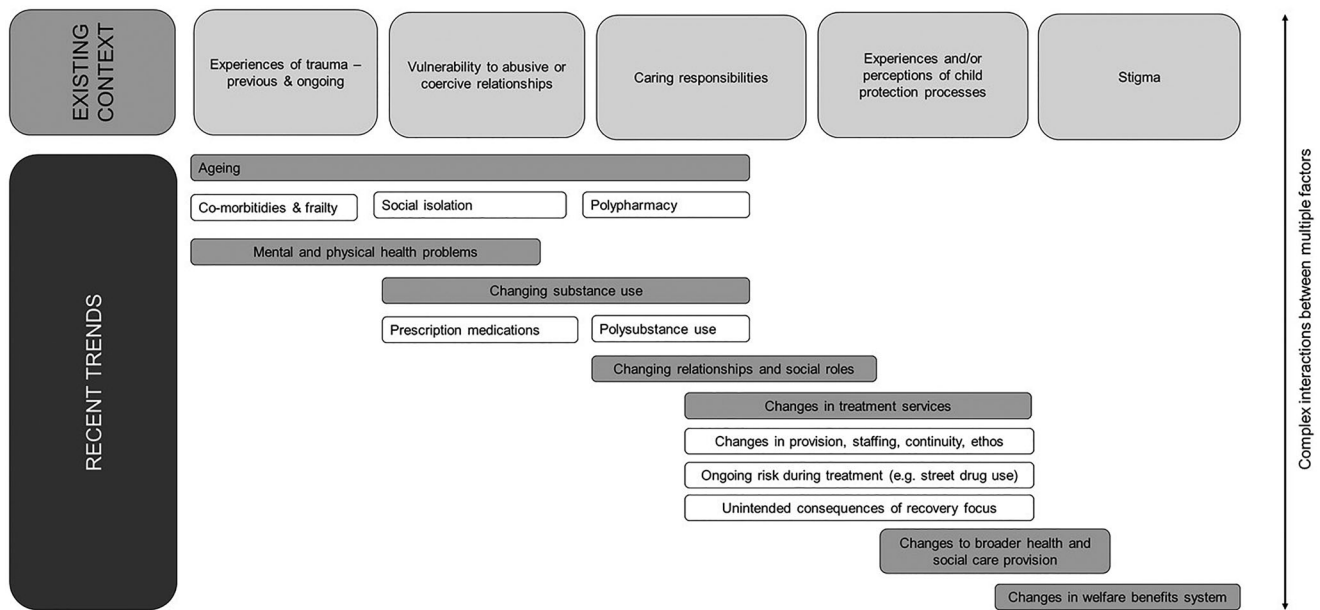 EXISTING
CONTEXT
Experiences of trauma –
previous & ongoing
Vulnerability to abusive or
coercive relationships
Caring responsibilities
Experiences and/or
perceptions of child
protection processes
Stigma
RECENT TRENDS
Ageing
Co-morbitidies & frailty
Social isolation
Polypharmacy
Mental and physical health problems
Changing substance use
Prescription medications
Polysubstance use
Changing relationships and social roles
Changes in treatment services
Changes in provision, staffing, continuity, ethos
Ongoing risk during treatment (e.g. street drug use)
Unintended consequences of recovery focus
Changes to broader health and
social care provision
Changes in welfare benefits system
Complex interactions between multiple factors